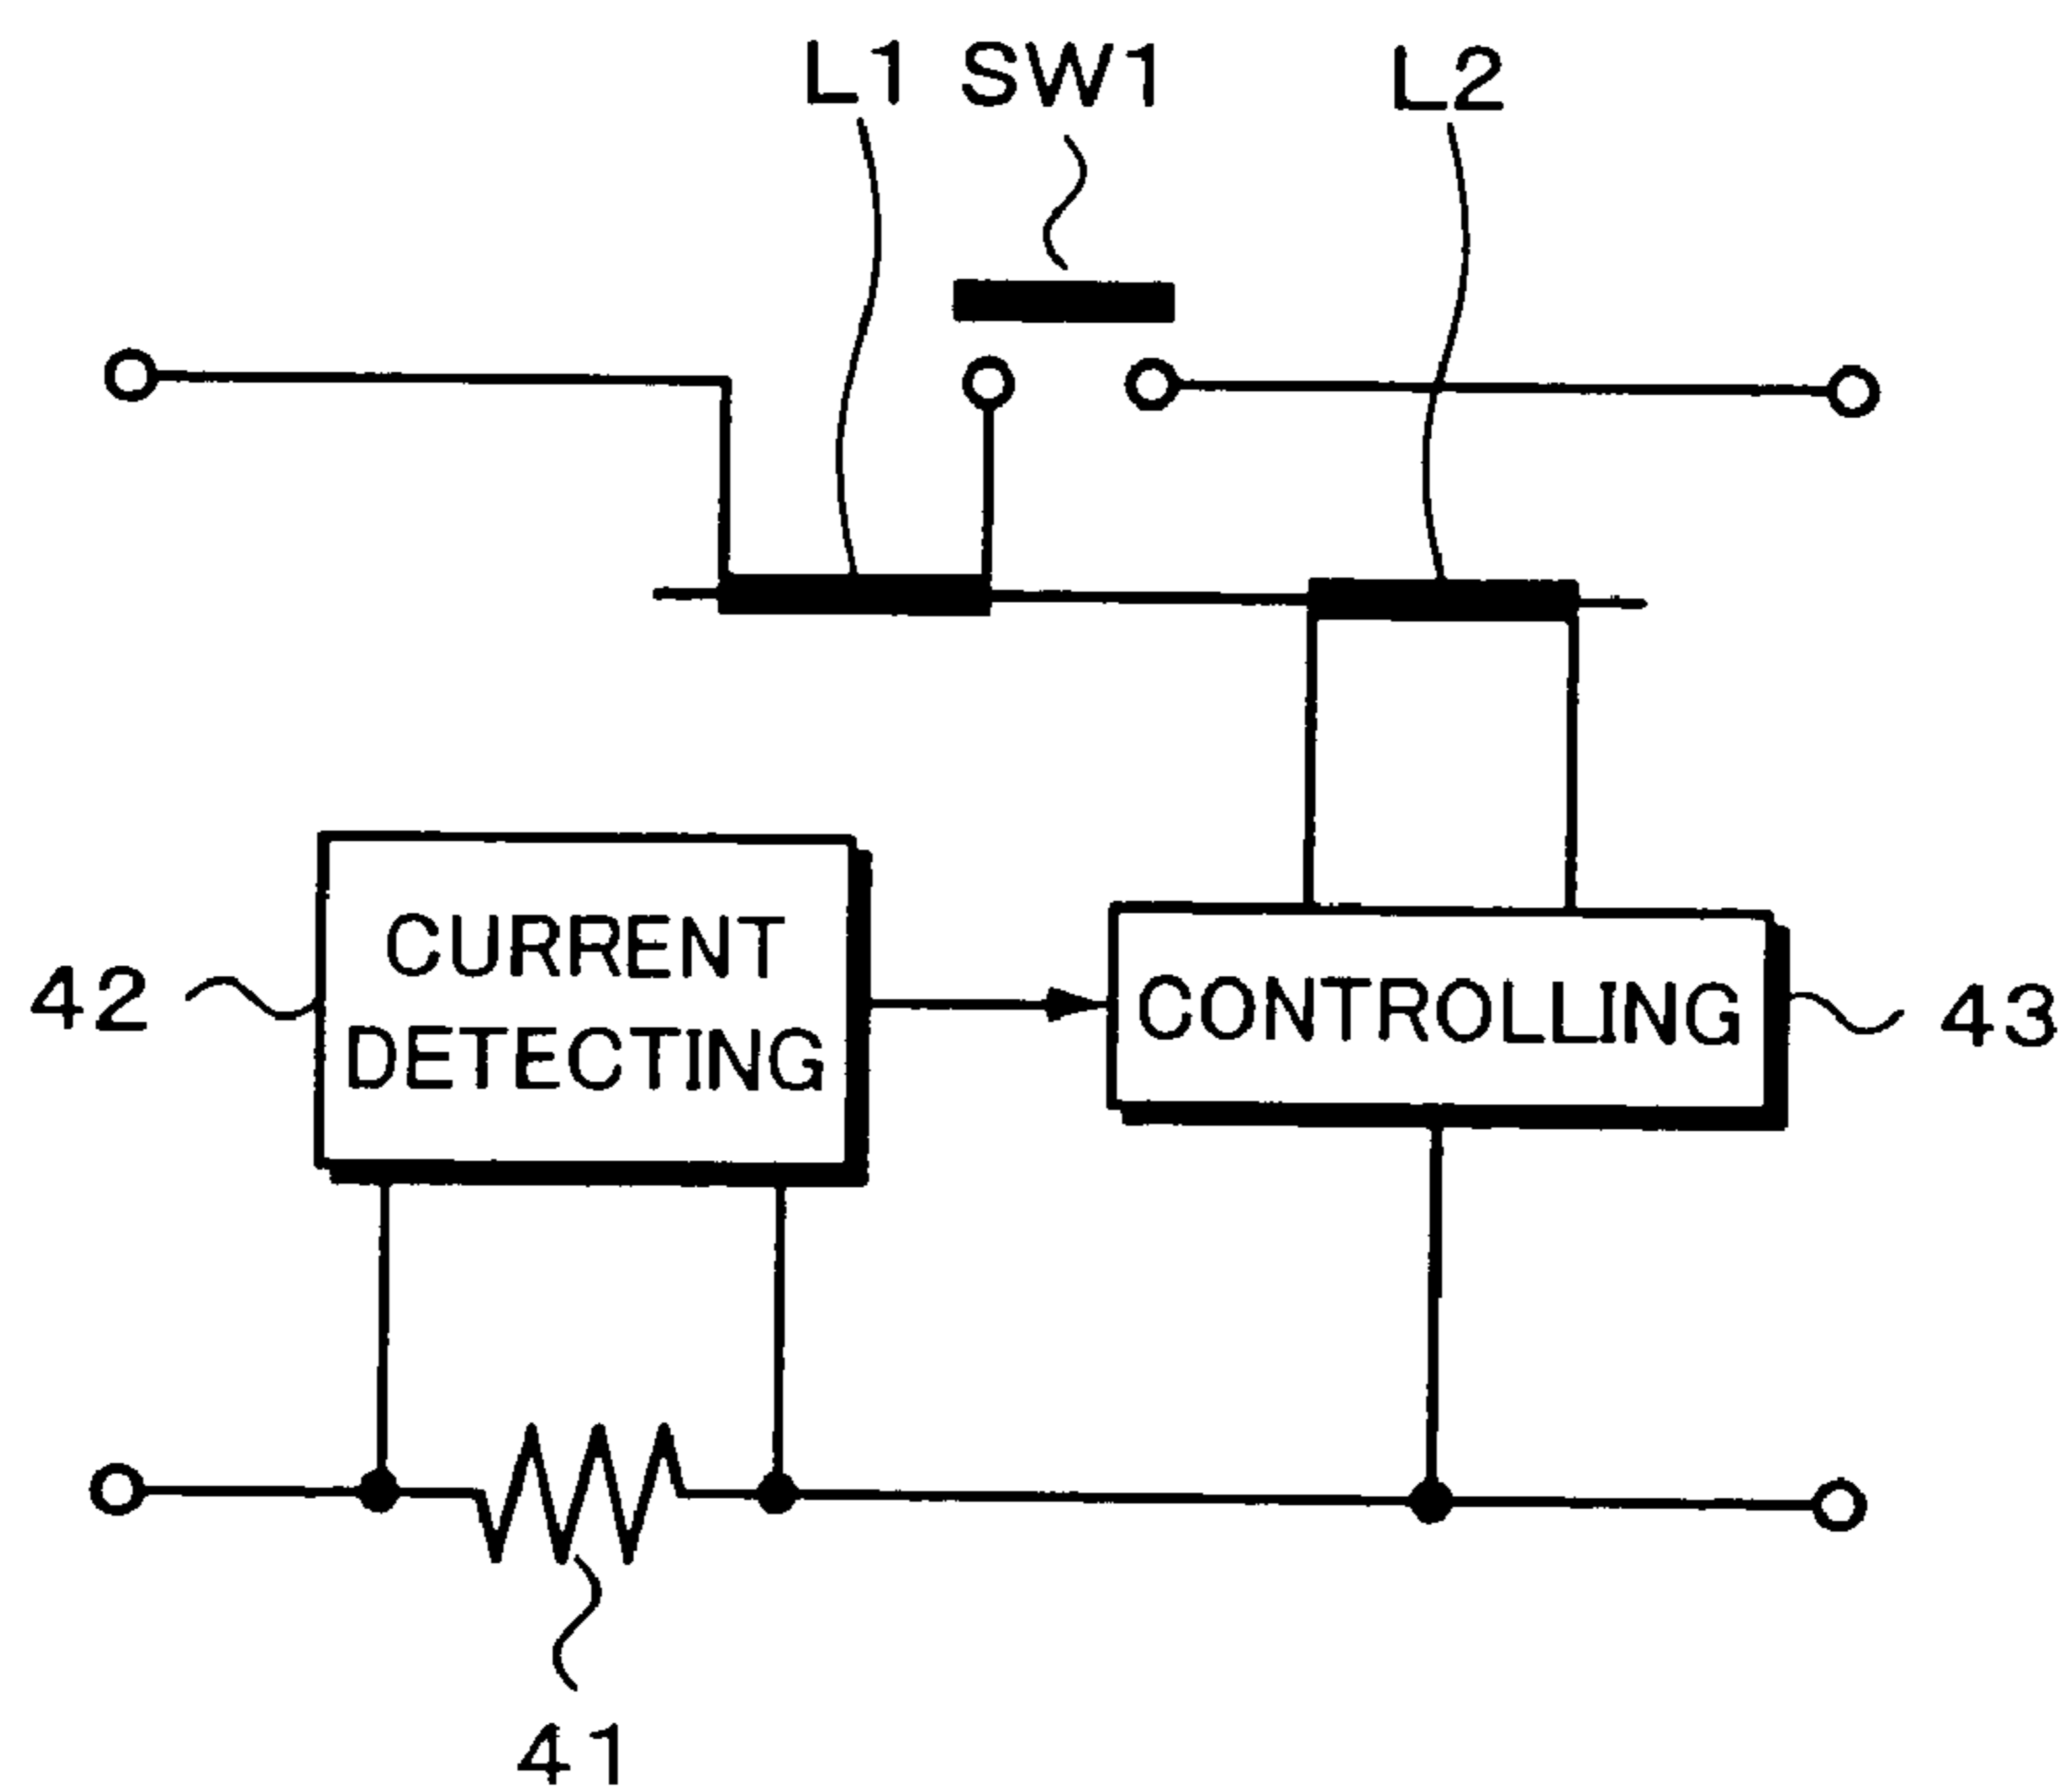 L1 SW1 L2
CURRENT
DETECTING
42
CONTROLLING
43
41